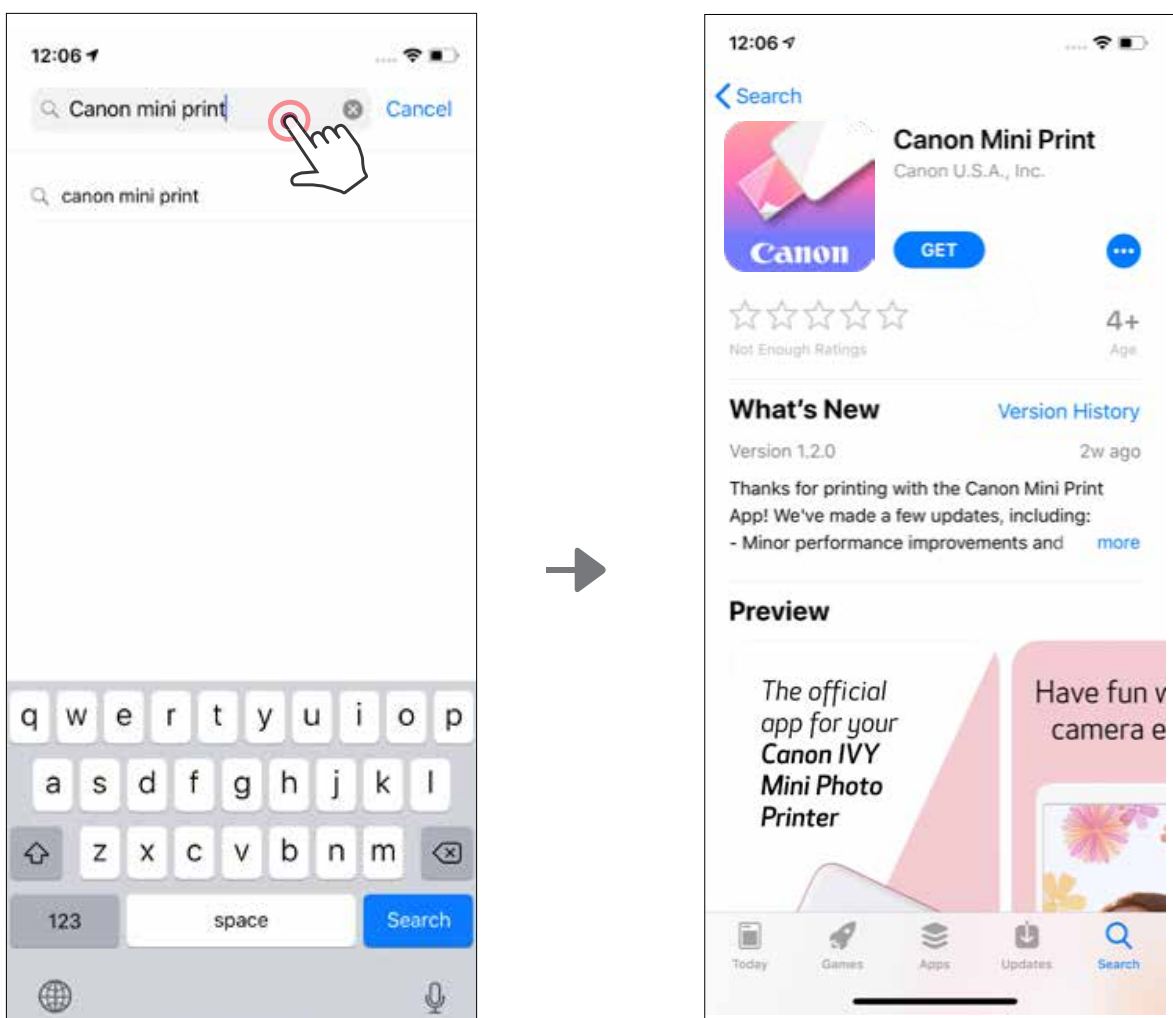 12:06
Canon mini print Cancel
canon mini print
q w e r t y u i o p
a s d f g h j k l
z x c v b n m
123 space Search
12:06
Search
Canon Mini Print
Canon U.S.A., Inc.
Canon
GET
4+
Not Enough Ratings Age
What's New Version History
Version 1.2.0 2w ago
Thanks for printing with the Canon Mini Print
App! We've made a few updates, including:
- Minor performance improvements and more
Preview
The official
app for your
Canon IVY
Mini Photo
Printer
Have fun w
camera e
Today Games Apps Updates Search